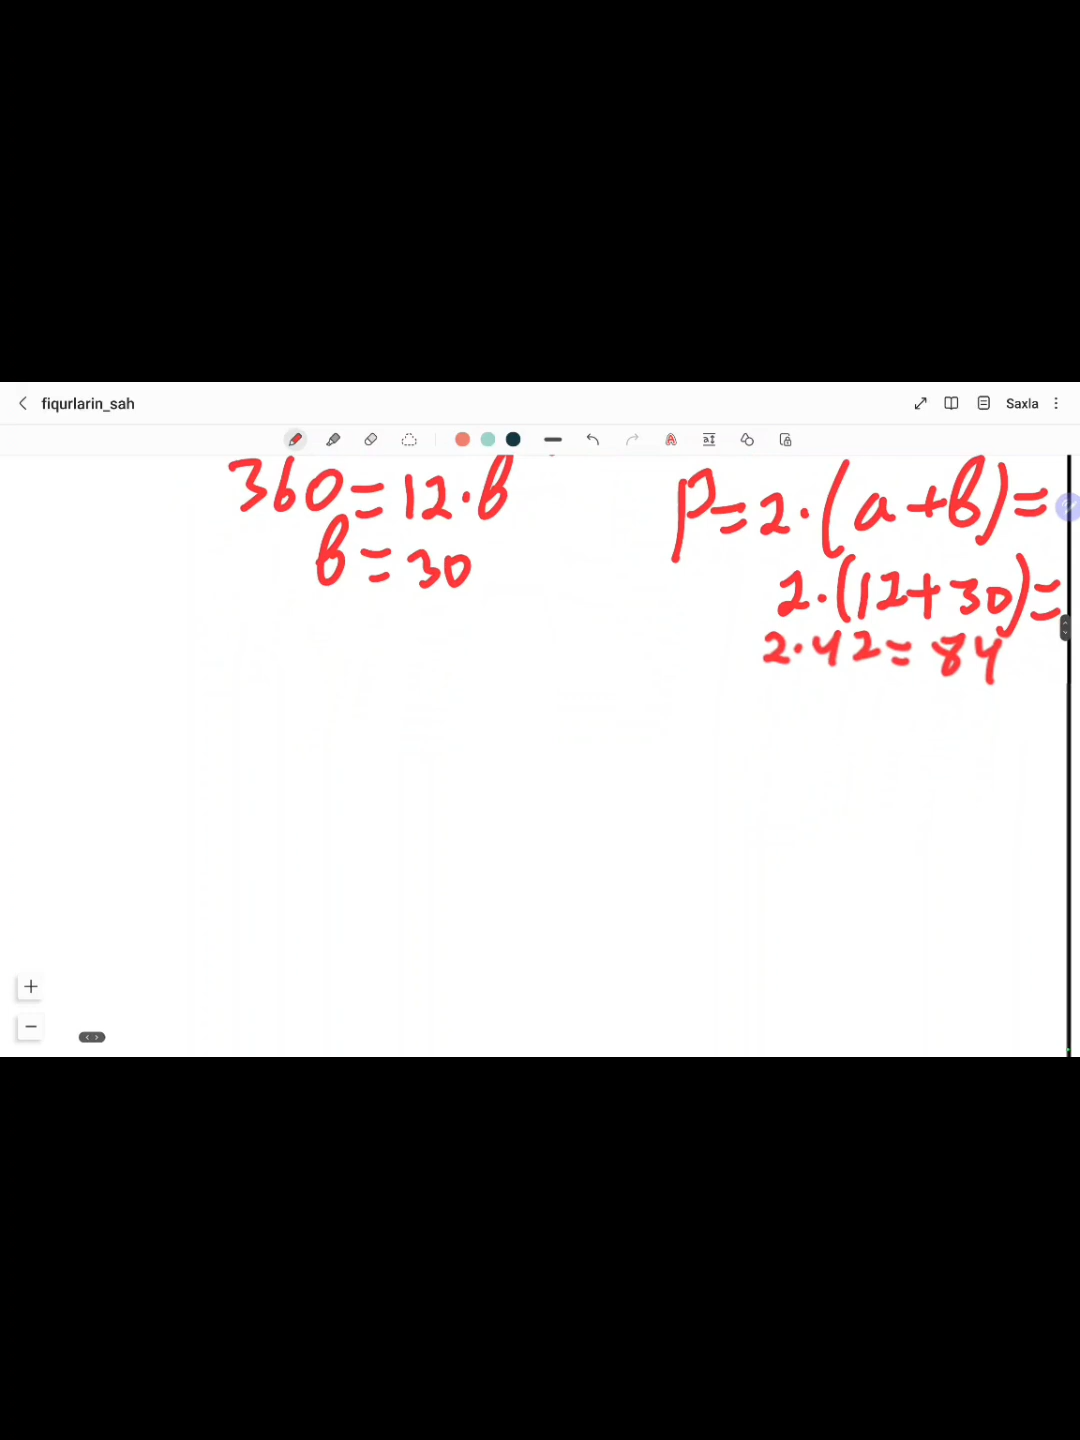 fiqurlarin_sah
Saxla
360=12·b
b=30
P=2·(a+b)=
2·(12+30)=
2·42=84